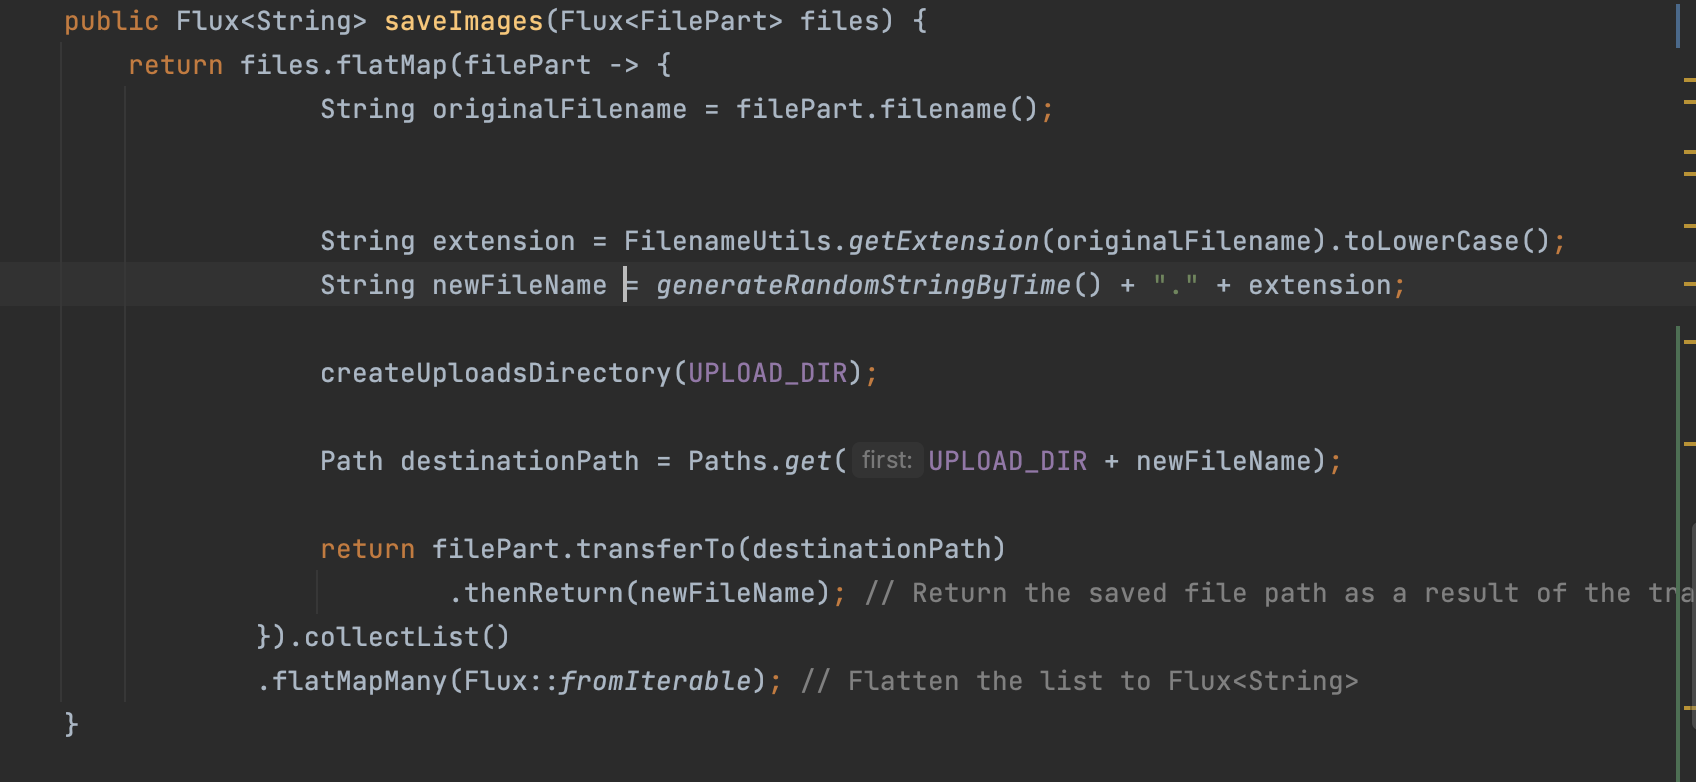 public Flux<String> saveImages(Flux<FilePart> files) {
return files.flatMap(filePart -> {
String originalFilename = filePart.filename();
String extension = FilenameUtils.getExtension(originalFilename).toLowerCase();
String newFileName = generateRandomStringByTime() + "." + extension;
createUploadsDirectory(UPLOAD_DIR);
Path destinationPath = Paths.get( first: UPLOAD_DIR + newFileName);
return filePart.transferTo(destinationPath)
.thenReturn(newFileName); // Return the saved file path as a result of the
}).collectList()
.flatMapMany(Flux::fromIterable); // Flatten the list to Flux<String>
}